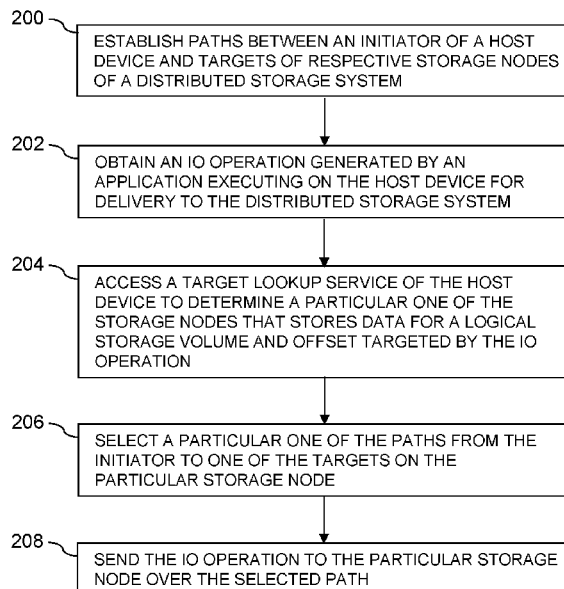 200
ESTABLISH PATHS BETWEEN AN INITIATOR OF A HOST
DEVICE AND TARGETS OF RESPECTIVE STORAGE NODES
OF A DISTRIBUTED STORAGE SYSTEM
202
OBTAIN AN IO OPERATION GENERATED BY AN
APPLICATION EXECUTING ON THE HOST DEVICE FOR
DELIVERY TO THE DISTRIBUTED STORAGE SYSTEM
204
ACCESS A TARGET LOOKUP SERVICE OF THE HOST
DEVICE TO DETERMINE A PARTICULAR ONE OF THE
STORAGE NODES THAT STORES DATA FOR A LOGICAL
STORAGE VOLUME AND OFFSET TARGETED BY THE IO
OPERATION
206
SELECT A PARTICULAR ONE OF THE PATHS FROM THE
INITIATOR TO ONE OF THE TARGETS ON THE
PARTICULAR STORAGE NODE
208
SEND THE IO OPERATION TO THE PARTICULAR STORAGE
NODE OVER THE SELECTED PATH